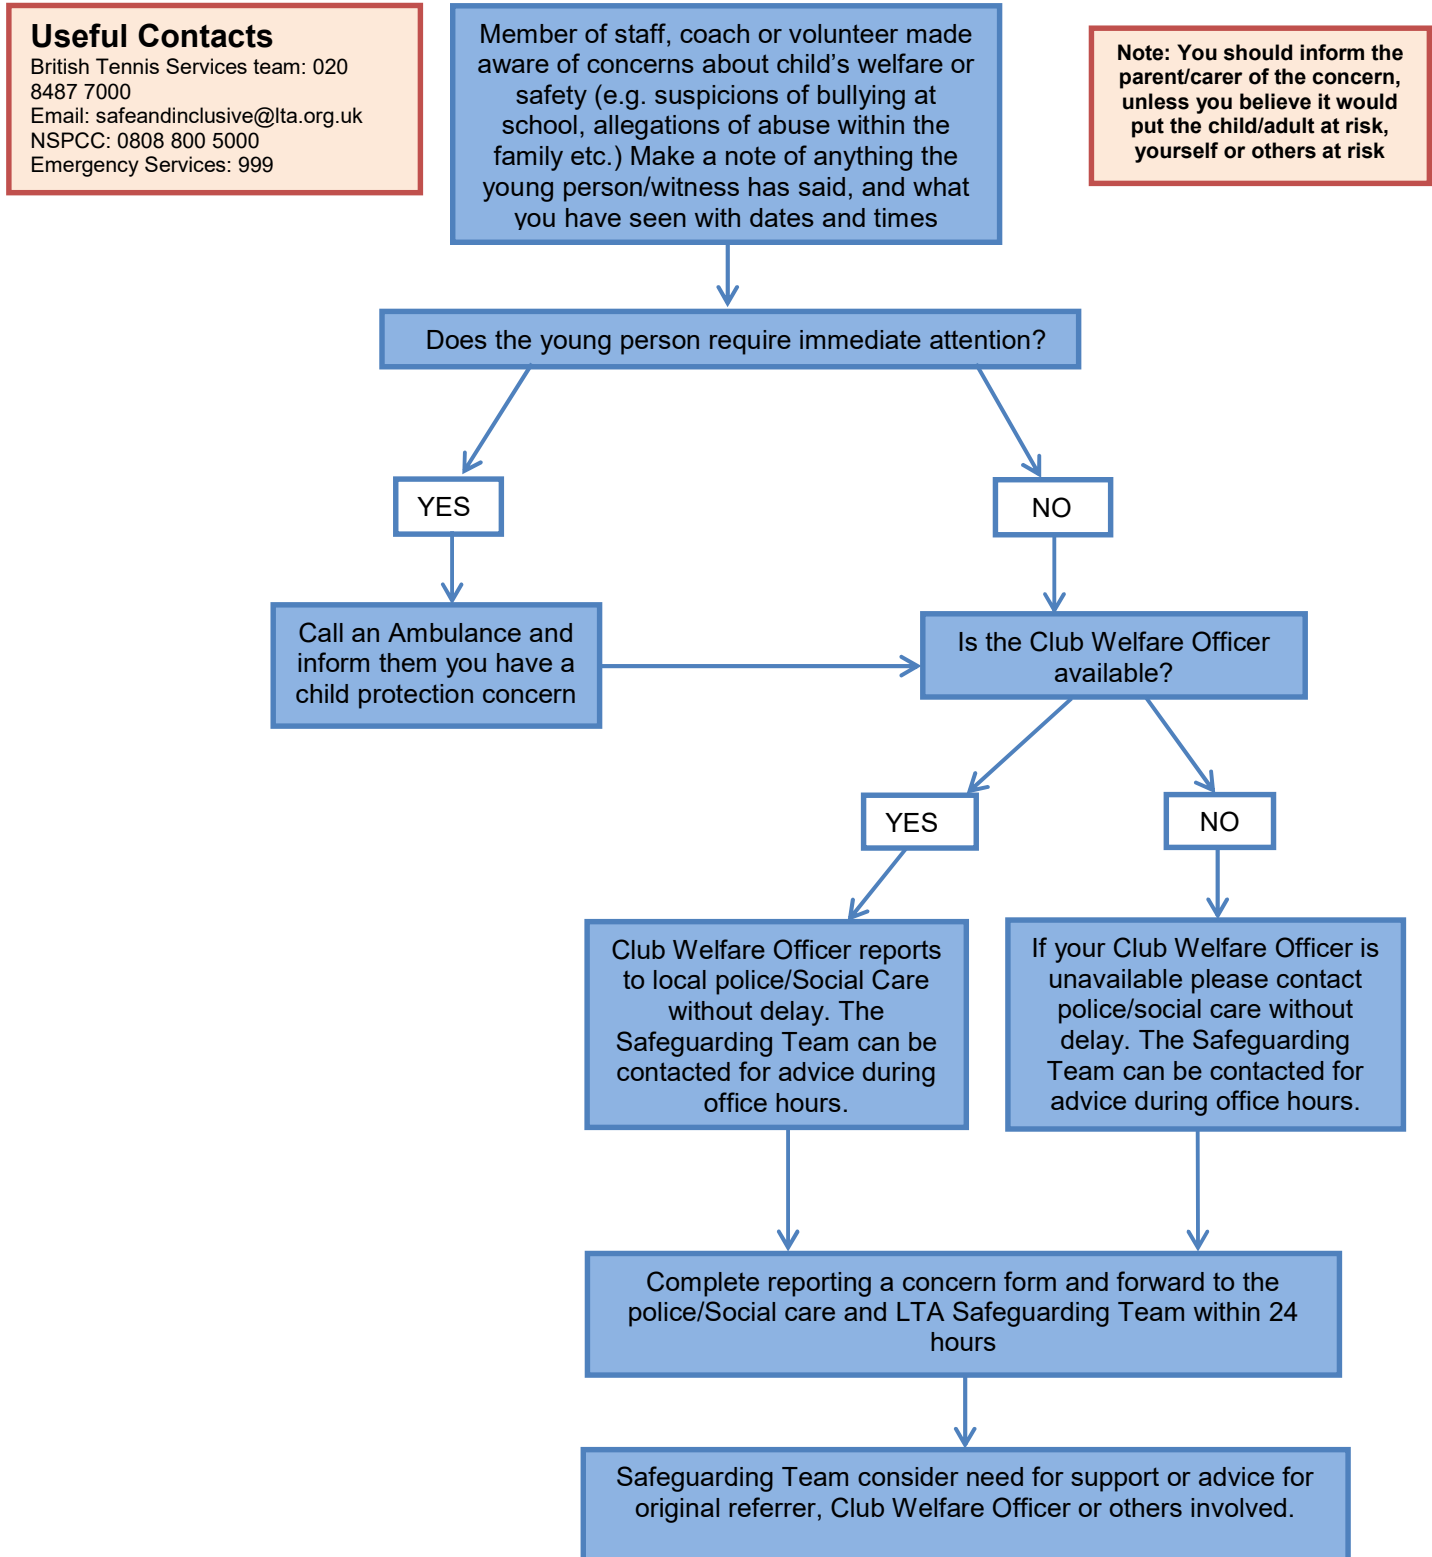 Useful Contacts
British Tennis Services team: 020
8487 7000
Email: safeandinclusive@lta.org.uk
NSPCC: 0808 800 5000
Emergency Services: 999
Member of staff, coach or volunteer made
aware of concerns about child’s welfare or
safety (e.g. suspicions of bullying at
school, allegations of abuse within the
family etc.) Make a note of anything the
young person/witness has said, and what
you have seen with dates and times
Note: You should inform the
parent/carer of the concern,
unless you believe it would
put the child/adult at risk,
yourself or others at risk
Does the young person require immediate attention?
YES
NO
Call an Ambulance and
inform them you have a
child protection concern
Is the Club Welfare Officer
available?
YES
NO
Club Welfare Officer reports
to local police/Social Care
without delay. The
Safeguarding Team can be
contacted for advice during
office hours.
If your Club Welfare Officer is
unavailable please contact
police/social care without
delay. The Safeguarding
Team can be contacted for
advice during office hours.
Complete reporting a concern form and forward to the
police/Social care and LTA Safeguarding Team within 24
hours
Safeguarding Team consider need for support or advice for
original referrer, Club Welfare Officer or others involved.